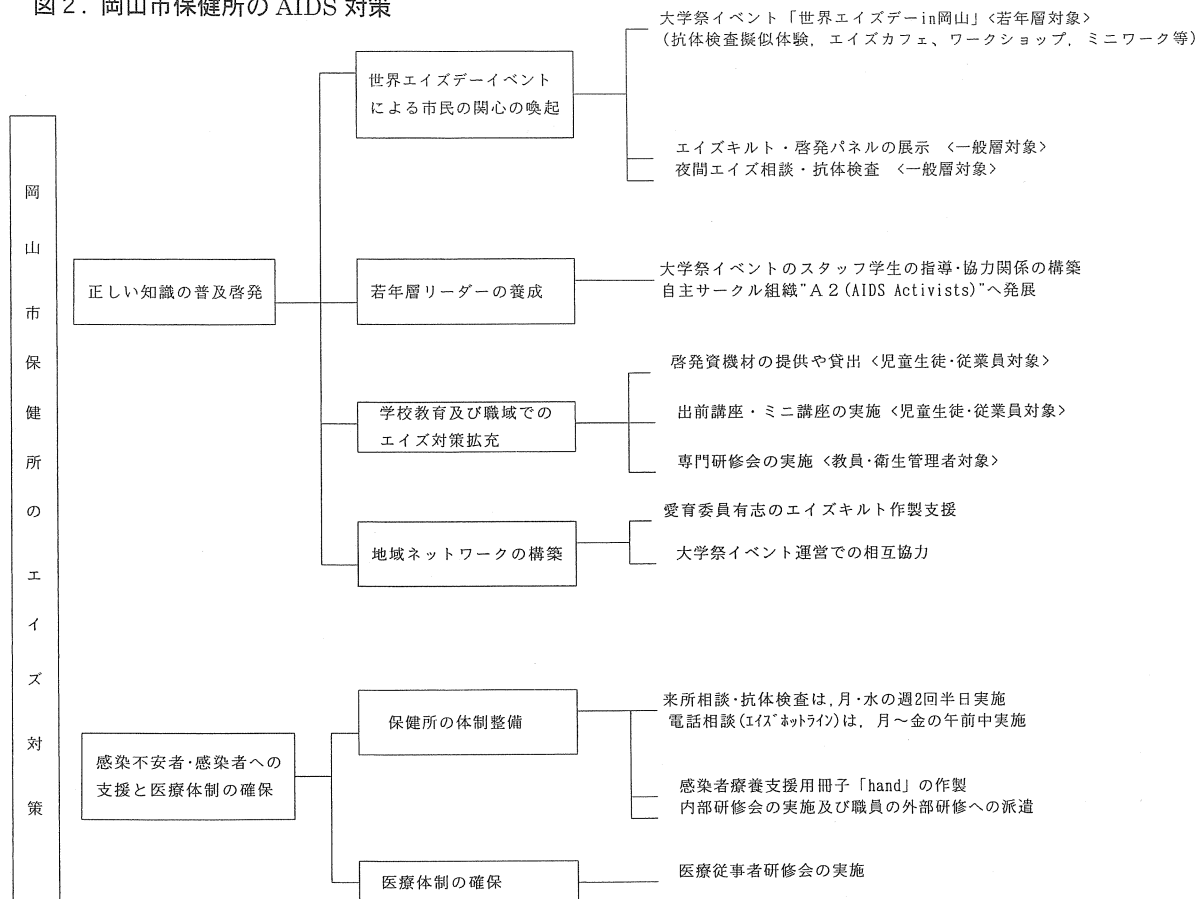 図2. 岡山市保健所の AIDS 対策
岡山市保健所のエイズ対策
正しい知識の普及啓発
世界エイズデーイベント
による市民の関心の喚起
大学祭イベント「世界エイズデーin岡山」<若年層対象>
(抗体検査擬似体験, エイズカフェ、ワークショップ, ミニワーク等)
エイズキルト・啓発パネルの展示 <一般層対象>
夜間エイズ相談・抗体検査 <一般層対象>
若年層リーダーの養成
大学祭イベントのスタッフ学生の指導・協力関係の構築
自主サークル組織"A2(AIDS Activists)"へ発展
学校教育及び職域での
エイズ対策拡充
啓発資機材の提供や貸出 <児童生徒・従業員対象>
出前講座・ミニ講座の実施 <児童生徒・従業員対象>
専門研修会の実施 <教員・衛生管理者対象>
地域ネットワークの構築
愛育委員有志のエイズキルト作製支援
大学祭イベント運営での相互協力
感染不安者・感染者への
支援と医療体制の確保
保健所の体制整備
来所相談・抗体検査は,月・水の週2回半日実施
電話相談(ｴｲｽﾞﾎｯﾄﾗｲﾝ)は, 月～金の午前中実施
感染者療養支援用冊子「hand」の作製
内部研修会の実施及び職員の外部研修への派遣
医療体制の確保
医療従事者研修会の実施